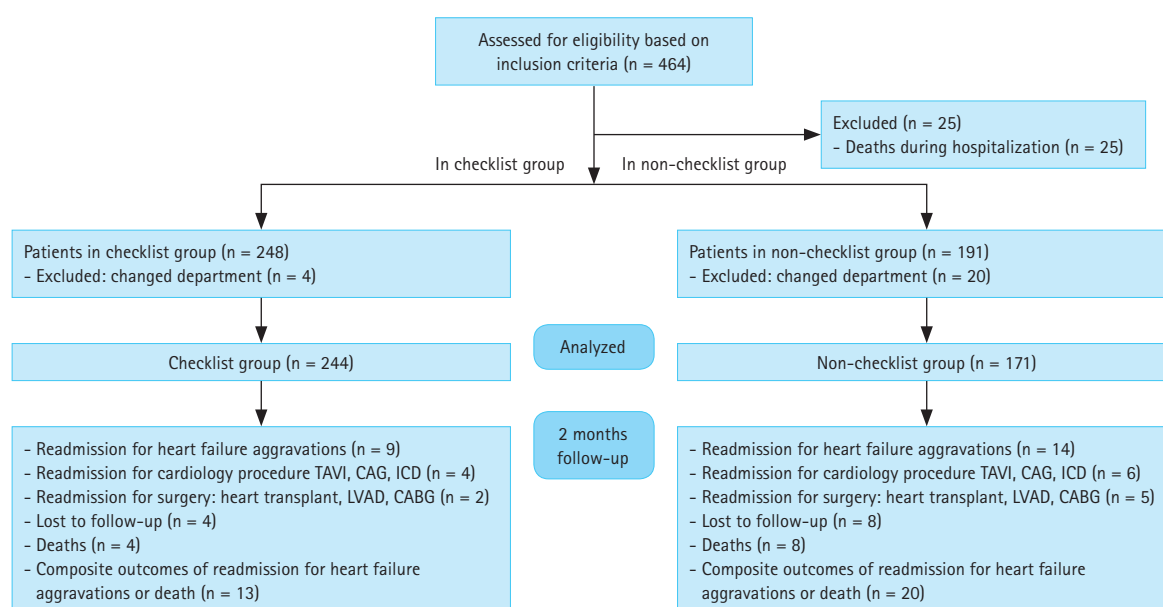 Assessed for eligibility based on
inclusion criteria (n = 464)
Excluded (n = 25)
- Deaths during hospitalization (n = 25)
In checklist group
In non-checklist group
Patients in checklist group (n = 248)
- Excluded: changed department (n = 4)
Patients in non-checklist group (n = 191)
- Excluded: changed department (n = 20)
Analyzed
Checklist group (n = 244)
Non-checklist group (n = 171)
2 months
follow-up
- Readmission for heart failure aggravations (n = 9)
- Readmission for cardiology procedure TAVI, CAG, ICD (n = 4)
- Readmission for surgery: heart transplant, LVAD, CABG (n = 2)
- Lost to follow-up (n = 4)
- Deaths (n = 4)
- Composite outcomes of readmission for heart failure
aggravations or death (n = 13)
- Readmission for heart failure aggravations (n = 14)
- Readmission for cardiology procedure TAVI, CAG, ICD (n = 6)
- Readmission for surgery: heart transplant, LVAD, CABG (n = 5)
- Lost to follow-up (n = 8)
- Deaths (n = 8)
- Composite outcomes of readmission for heart failure
aggravations or death (n = 20)